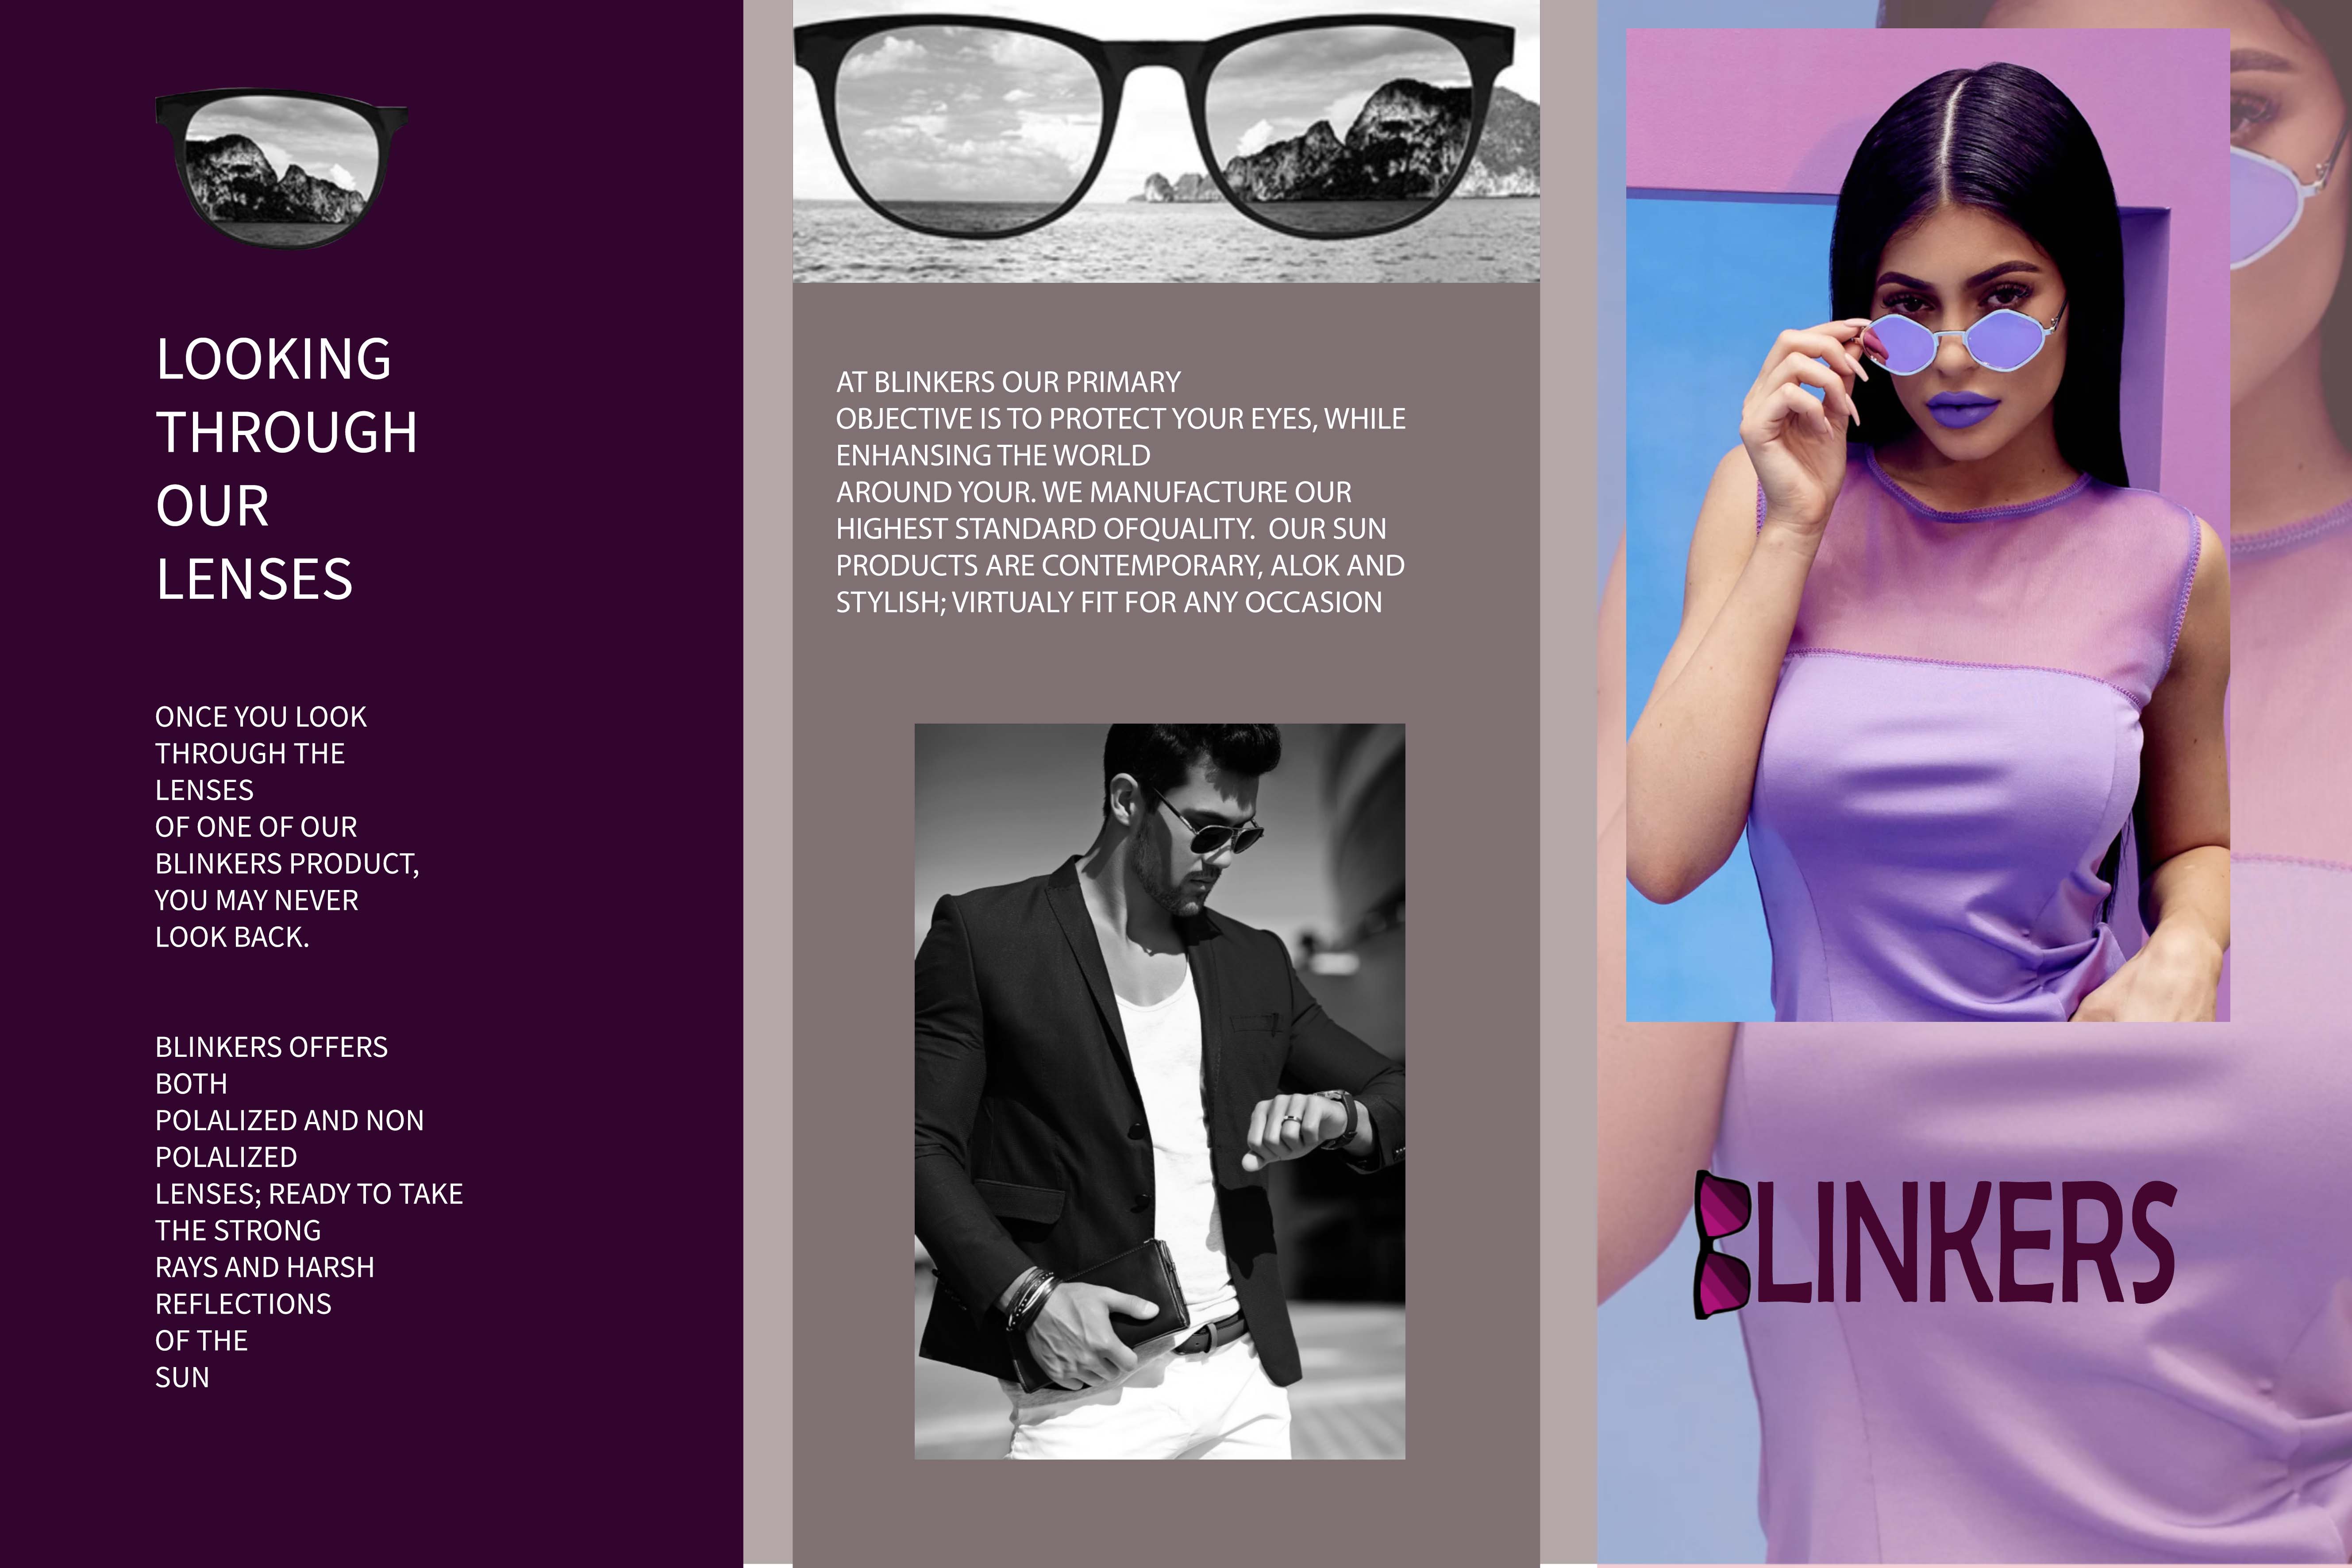 LOOKING
THROUGH
OUR
LENSES
ONCE YOU LOOK
THROUGH THE
LENSES
OF ONE OF OUR
BLINKERS PRODUCT,
YOU MAY NEVER
LOOK BACK.
BLINKERS OFFERS
BOTH
POLALIZED AND NON
POLALIZED
LENSES; READY TO TAKE
THE STRONG
RAYS AND HARSH
REFLECTIONS
OF THE
SUN
AT BLINKERS OUR PRIMARY
OBJECTIVE IS TO PROTECT YOUR EYES, WHILE
ENHANSING THE WORLD
AROUND YOUR. WE MANUFACTURE OUR
HIGHEST STANDARD OFQUALITY.  OUR SUN
PRODUCTS ARE CONTEMPORARY, ALOK AND
STYLISH; VIRTUALY FIT FOR ANY OCCASION
BLINKERS